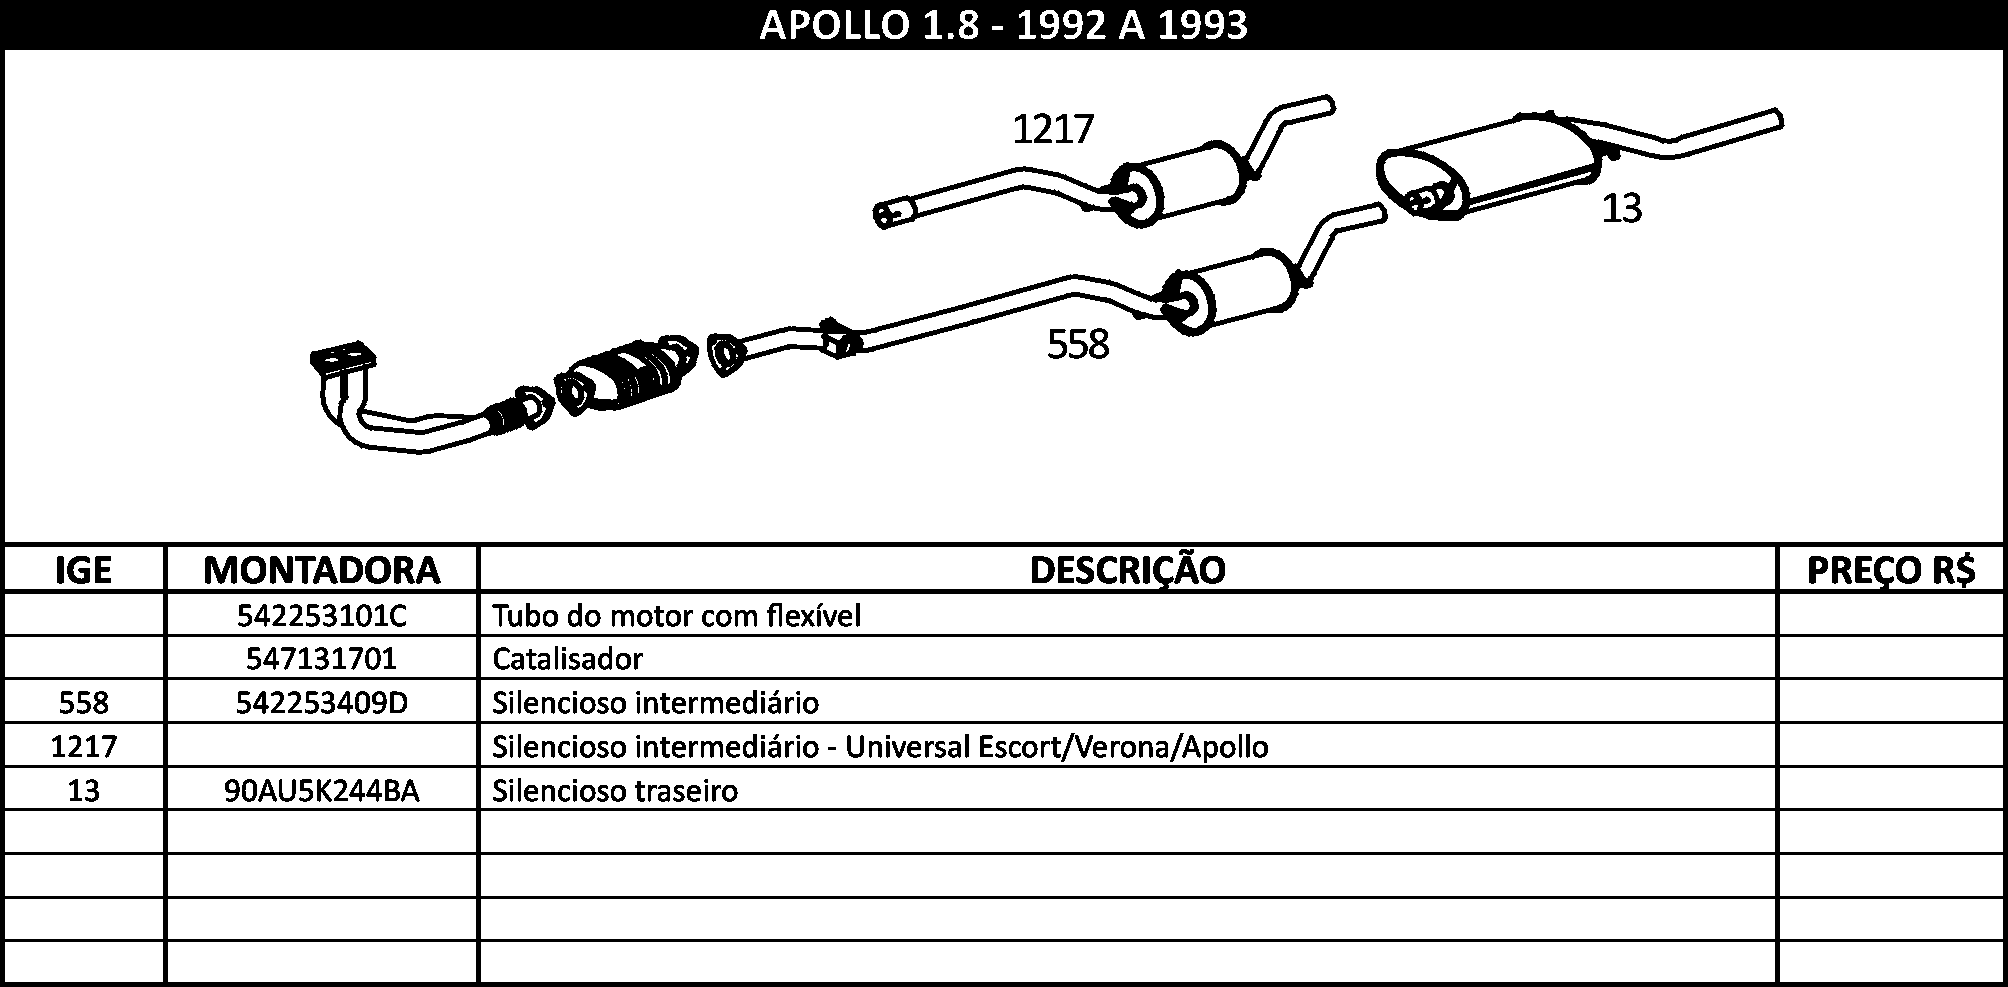 APOLLO 1.8 - 1992 A 1993
1217
13
558
IGE MONTADORA DESCRIÇÃO PREÇO R$
542253101C Tubo do motor com flexível
547131701 Catalisador
558 542253409D Silencioso intermediário
1217 Silencioso intermediário - Universal Escort/Verona/Apollo
13 90AU5K244BA Silencioso traseiro